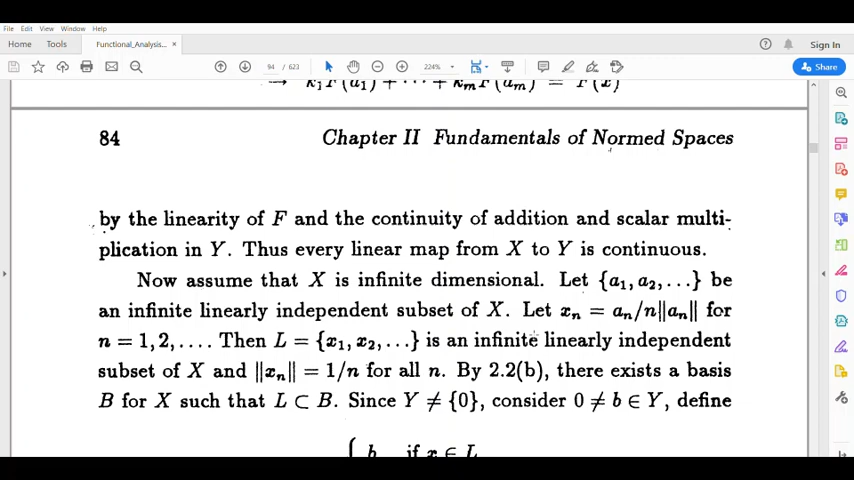 File Edit View Window Help
Home Tools Functional_Analysis... × Sign In
94 / 623 224% Share
→ k₁F(a₁) + ⋯ + kₘF(aₘ) = F(x)
84 Chapter II Fundamentals of Normed Spaces
by the linearity of F and the continuity of addition and scalar multi-
plication in Y. Thus every linear map from X to Y is continuous.
Now assume that X is infinite dimensional. Let {a₁, a₂, . . .} be
an infinite linearly independent subset of X. Let xₙ = aₙ/n‖aₙ‖ for
n = 1, 2, . . . . Then L = {x₁, x₂, . . .} is an infinite linearly independent
subset of X and ‖xₙ‖ = 1/n for all n. By 2.2(b), there exists a basis
B for X such that L ⊂ B. Since Y ≠ {0}, consider 0 ≠ b ∈ Y, define
b if x ∈ L